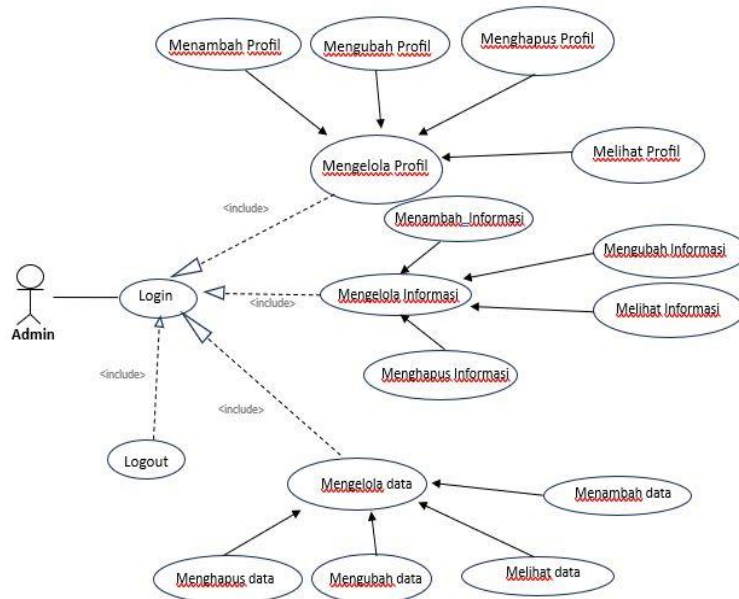 Menambah Profil
Mengubah Profil
Menghapus Profil
Mengelola Profil
Melihat Profil
<include>
Menambah_Informasi
Mengubah Informasi
Admin
Login
<include>
Mengelola Informasi
Melihat Informasi
Menghapus Informasi
<include>
<include>
Logout
Mengelola data
Menambah data
Menghapus data
Mengubah data
Melihat data